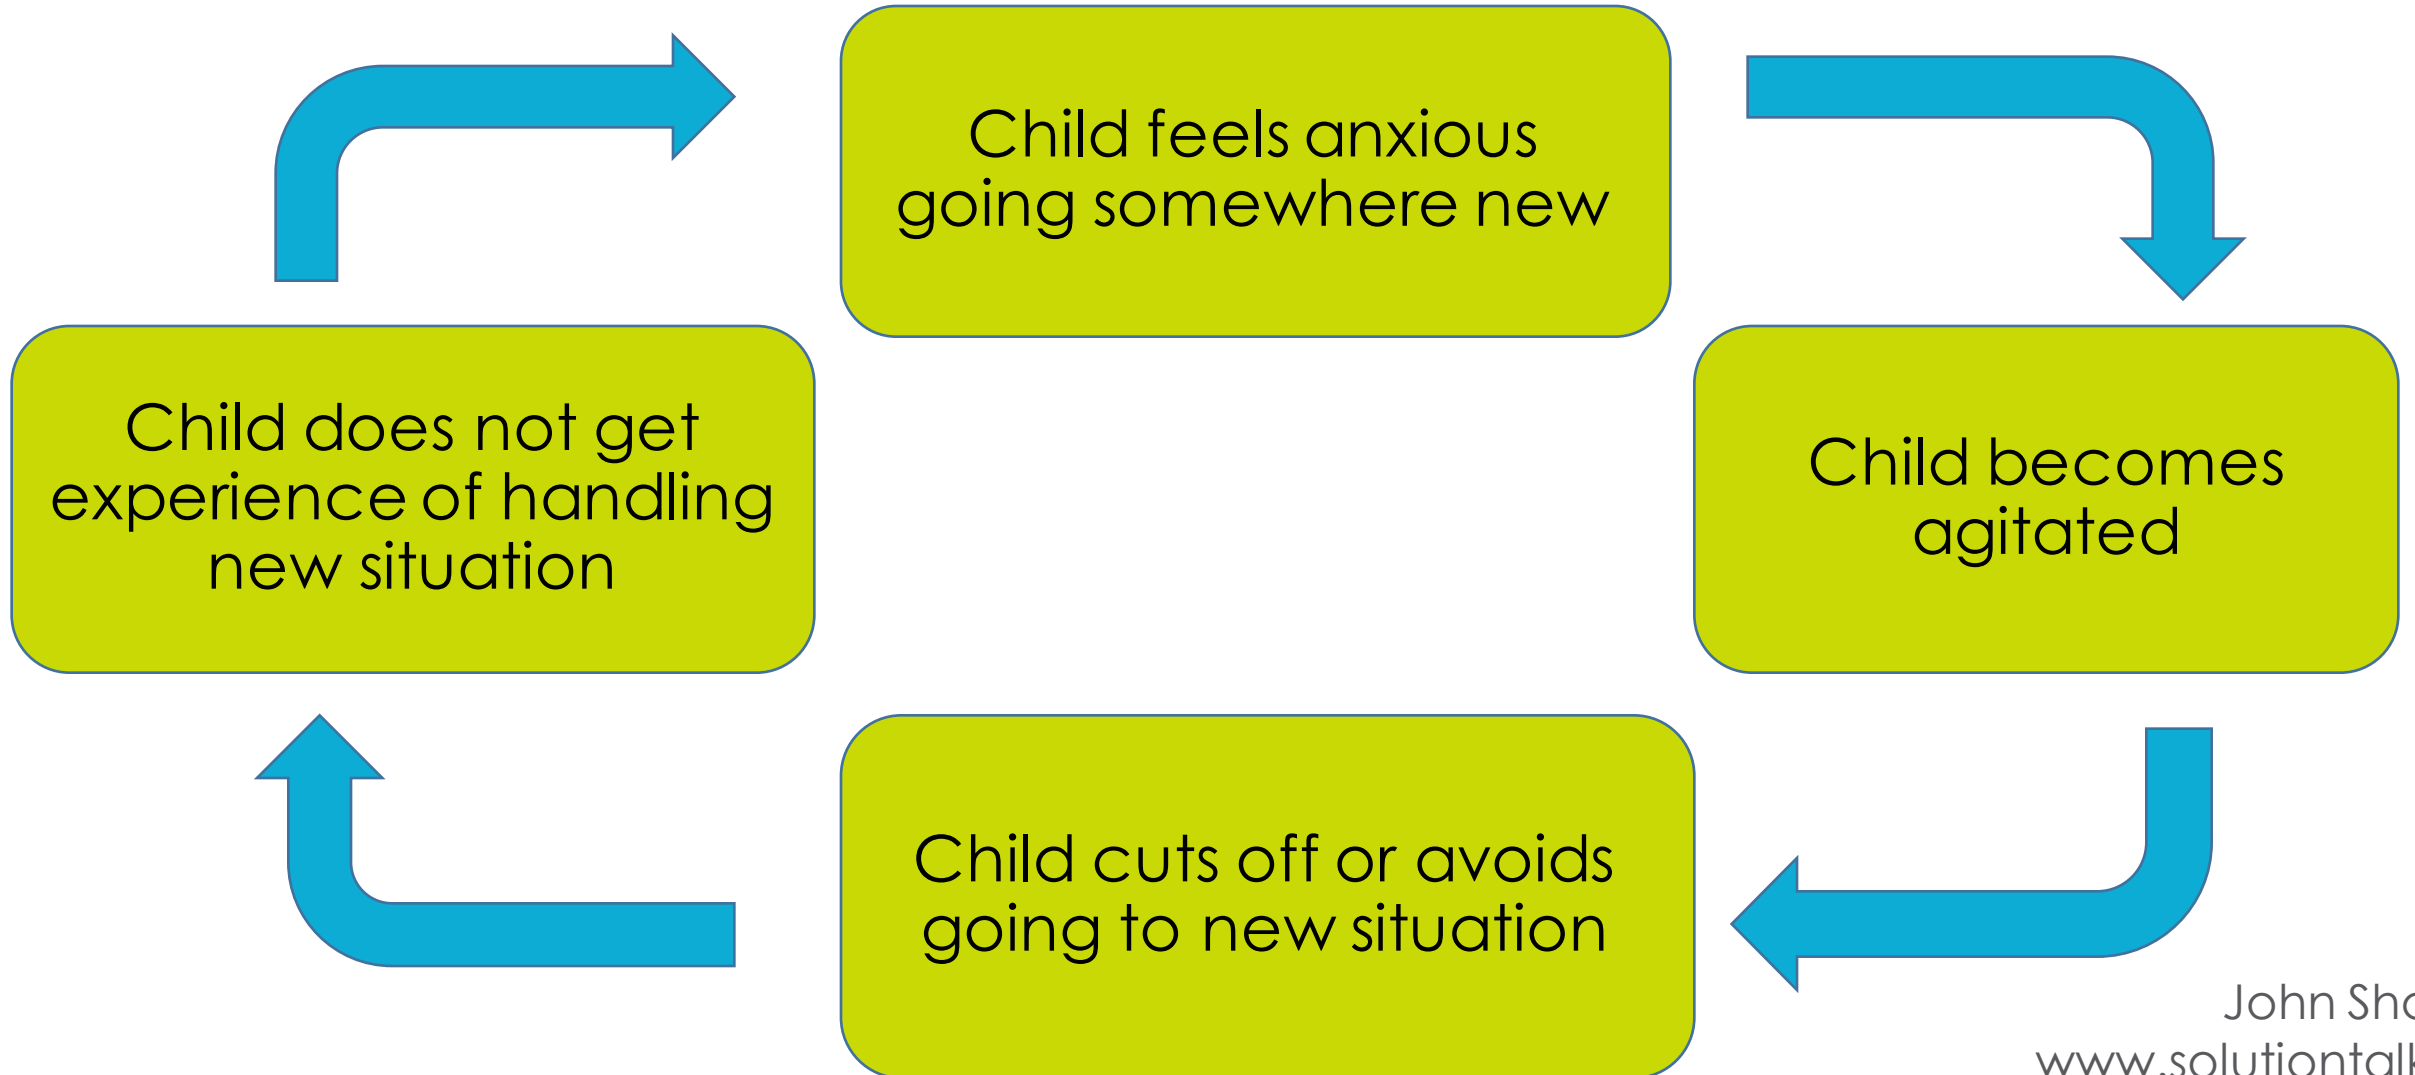 Child feels anxious
going somewhere new
Child does not get
experience of handling
new situation
Child becomes
agitated
Child cuts off or avoids
going to new situation
John